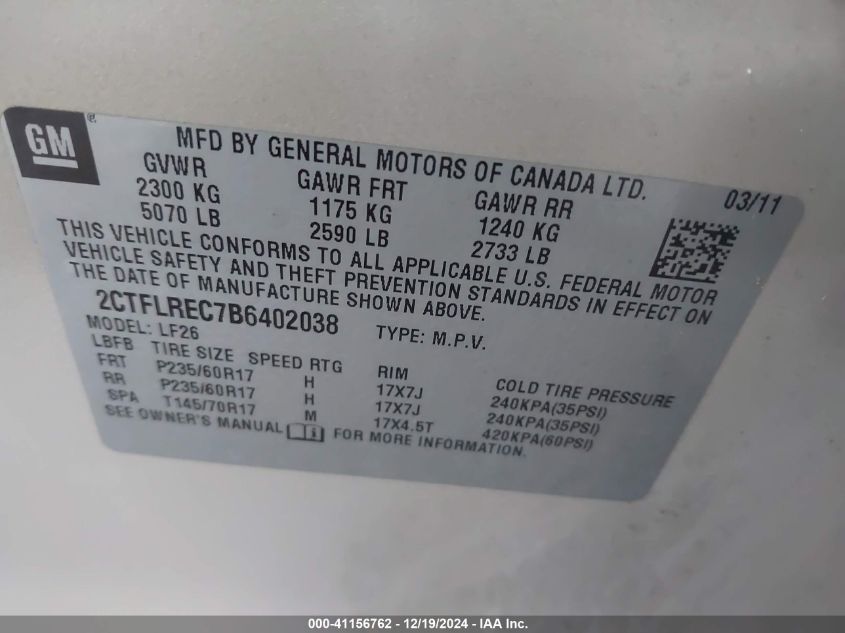 GM
MFD BY GENERAL MOTORS OF CANADA LTD.
GVWR GAWR FRT GAWR RR 03/11
2300 KG 1175 KG 1240 KG
5070 LB 2590 LB 2733 LB
THIS VEHICLE CONFORMS TO ALL APPLICABLE U.S. FEDERAL MOTOR
VEHICLE SAFETY AND THEFT PREVENTION STANDARDS IN EFFECT ON
THE DATE OF MANUFACTURE SHOWN ABOVE.
2CTFLREC7B6402038 TYPE: M.P.V.
MODEL: LF26
LBFB TIRE SIZE SPEED RTG RIM COLD TIRE PRESSURE
FRT P235/60R17 H 17X7J 240KPA(35PSI)
RR P235/60R17 H 17X7J 240KPA(35PSI)
SPA T145/70R17 M 17X4.5T 420KPA(60PSI)
SEE OWNER'S MANUAL FOR MORE INFORMATION.
000-41156762 - 12/19/2024 - IAA Inc.